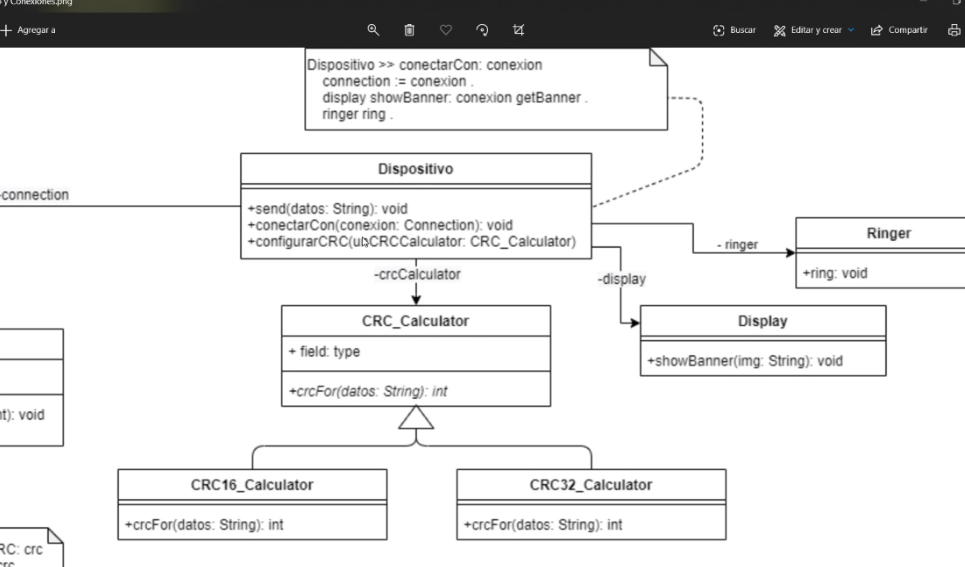 y Conexiones.png
Agregar a
Buscar
Editar y crear
Compartir
Dispositivo >> conectarCon: conexion
connection := conexion .
display showBanner: conexion getBanner .
ringer ring .
-connection
Dispositivo
+send(datos: String): void
+conectarCon(conexion: Connection): void
+configurarCRC(unCRCCalculator: CRC_Calculator)
- ringer
Ringer
+ring: void
-crcCalculator
-display
CRC_Calculator
+ field: type
+crcFor(datos: String): int
Display
+showBanner(img: String): void
nt): void
CRC16_Calculator
+crcFor(datos: String): int
CRC32_Calculator
+crcFor(datos: String): int
RC: crc
crc